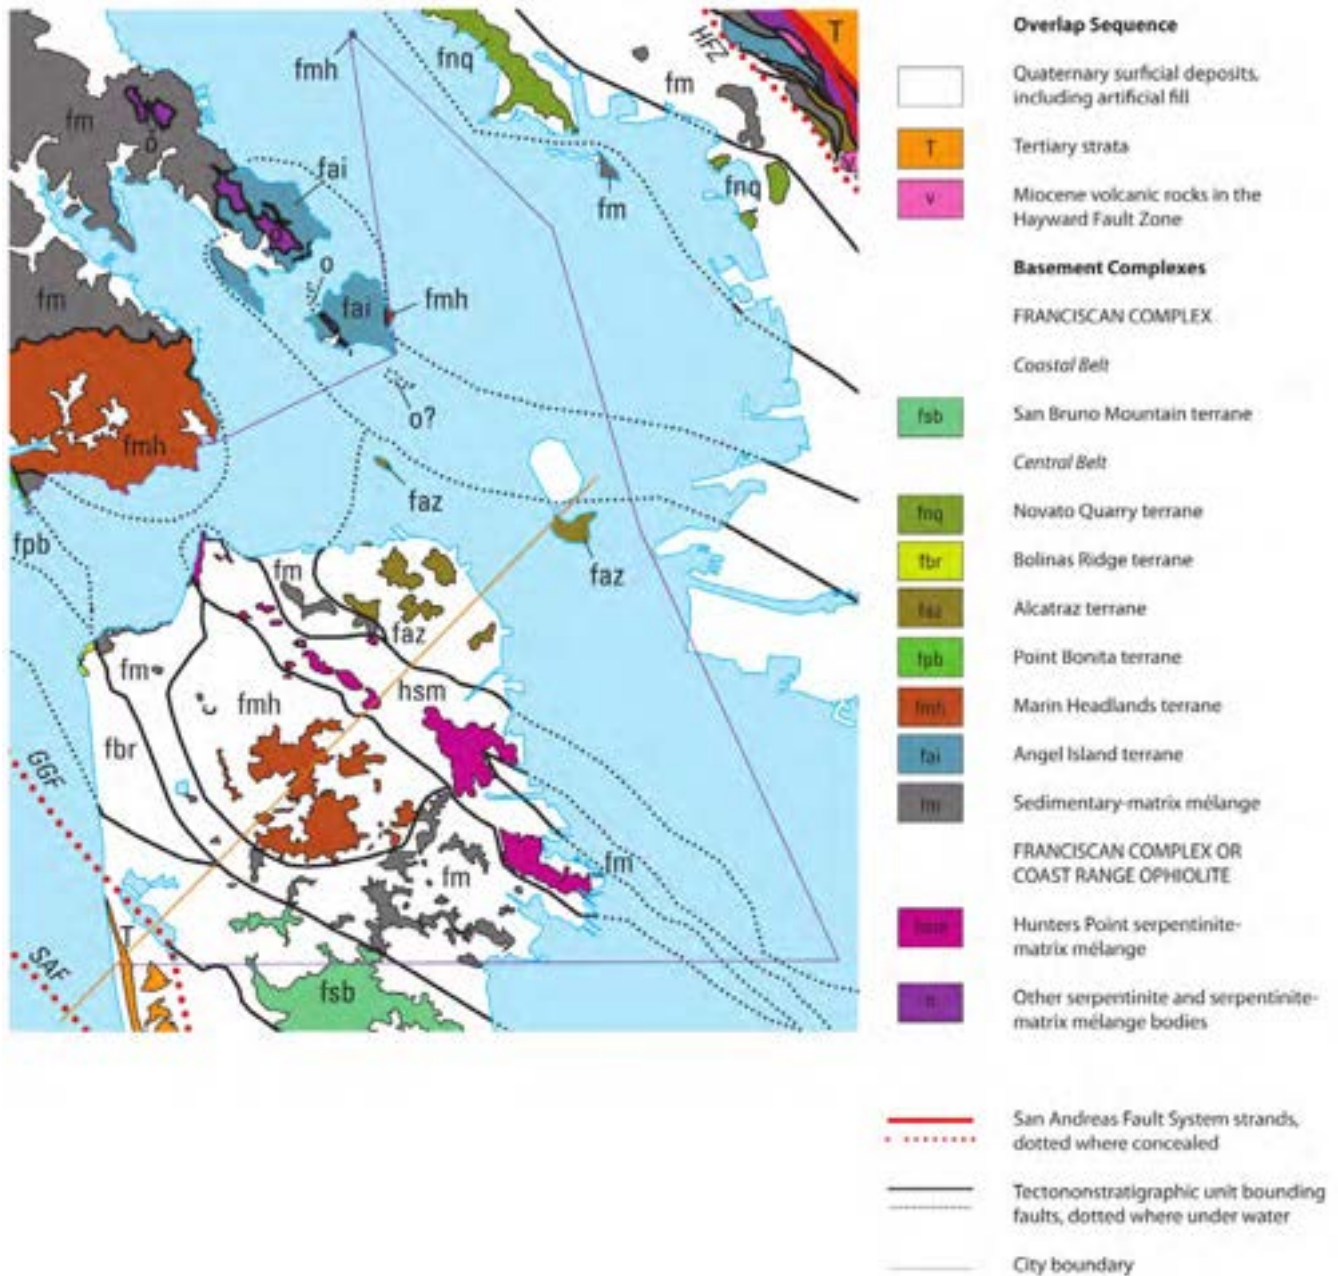 fmh
fnq
fm
HFZ
T
fm
o
fai
fnq
v
fm
o
fm
fai
fmh
o?
fmh
faz
fpb
fm
faz
faz
fm
hsm
fmh
fbr
GGF
fm
fm
T
SAF
fsb
Overlap Sequence
Quaternary surficial deposits,
including artificial fill
T
Tertiary strata
v
Miocene volcanic rocks in the
Hayward Fault Zone
Basement Complexes
FRANCISCAN COMPLEX
Coastal Belt
fsb
San Bruno Mountain terrane
Central Belt
fnq
Novato Quarry terrane
fbr
Bolinas Ridge terrane
faz
Alcatraz terrane
fpb
Point Bonita terrane
fmh
Marin Headlands terrane
fai
Angel Island terrane
fm
Sedimentary-matrix mélange
FRANCISCAN COMPLEX OR
COAST RANGE OPHIOLITE
hsm
Hunters Point serpentinite-
matrix mélange
Other serpentinite and serpentinite-
matrix mélange bodies
San Andreas Fault System strands,
dotted where concealed
Tectononstratigraphic unit bounding
faults, dotted where under water
City boundary